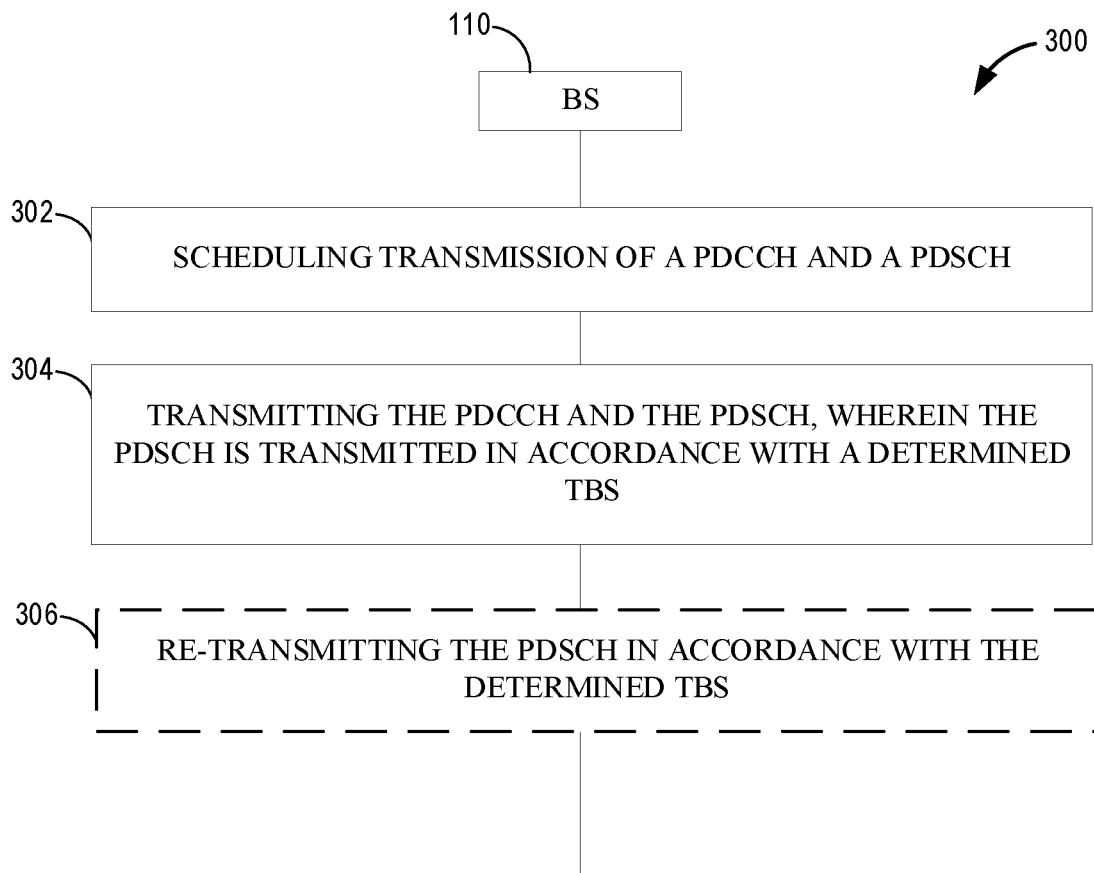 110
300
BS
302
SCHEDULING TRANSMISSION OF A PDCCH AND A PDSCH
304
TRANSMITTING THE PDCCH AND THE PDSCH, WHEREIN THE
PDSCH IS TRANSMITTED IN ACCORDANCE WITH A DETERMINED
TBS
306
RE-TRANSMITTING THE PDSCH IN ACCORDANCE WITH THE
DETERMINED TBS